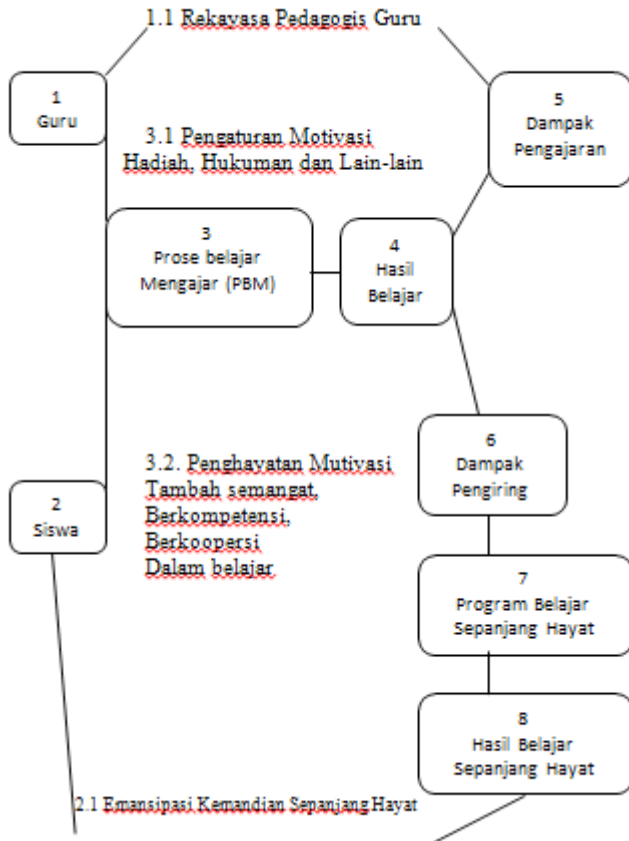 1.1 Rekayasa Pedagogis Guru
1
Guru
5
Dampak
Pengajaran
3.1 Pengaturan Motivasi
Hadiah, Hukuman dan Lain-lain
3
Prose belajar
Mengajar (PBM)
4
Hasil
Belajar
6
Dampak
Pengiring
3.2. Penghayatan Mutivasi
Tambah semangat,
Berkompetensi,
Berkoopersi
Dalam belajar
2
Siswa
7
Program Belajar
Sepanjang Hayat
8
Hasil Belajar
Sepanjang Hayat
2.1 Emansipasi Kemandian Sepanjang Hayat